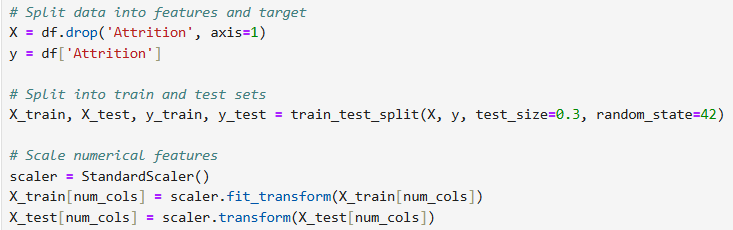 # Split data into features and target
X = df.drop('Attrition', axis=1)
y = df['Attrition']
# Split into train and test sets
X_train, X_test, y_train, y_test = train_test_split(X, y, test_size=0.3, random_state=42)
# Scale numerical features
scaler = StandardScaler()
X_train[num_cols] = scaler.fit_transform(X_train[num_cols])
X_test[num_cols] = scaler.transform(X_test[num_cols])